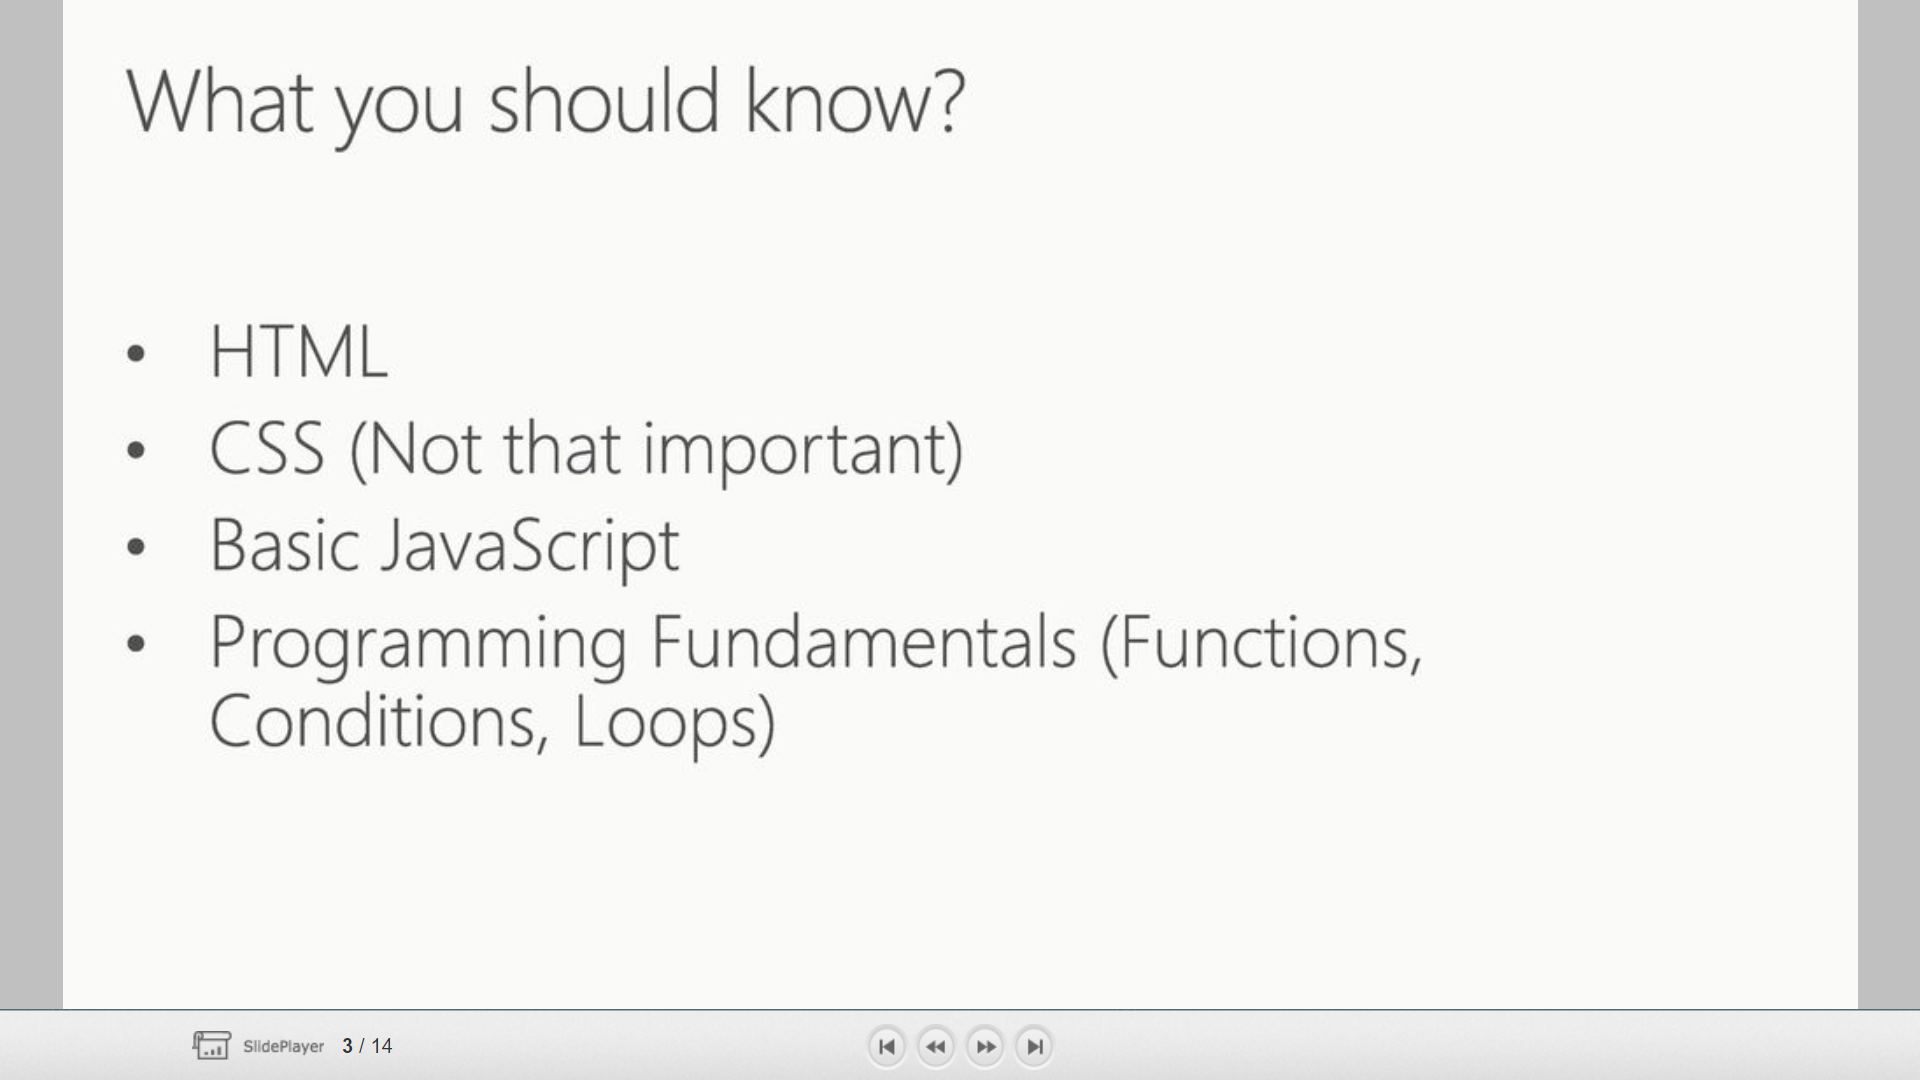 What you should know?
• HTML
• CSS (Not that important)
• Basic JavaScript
• Programming Fundamentals (Functions,
Conditions, Loops)
SlidePlayer 3 / 14